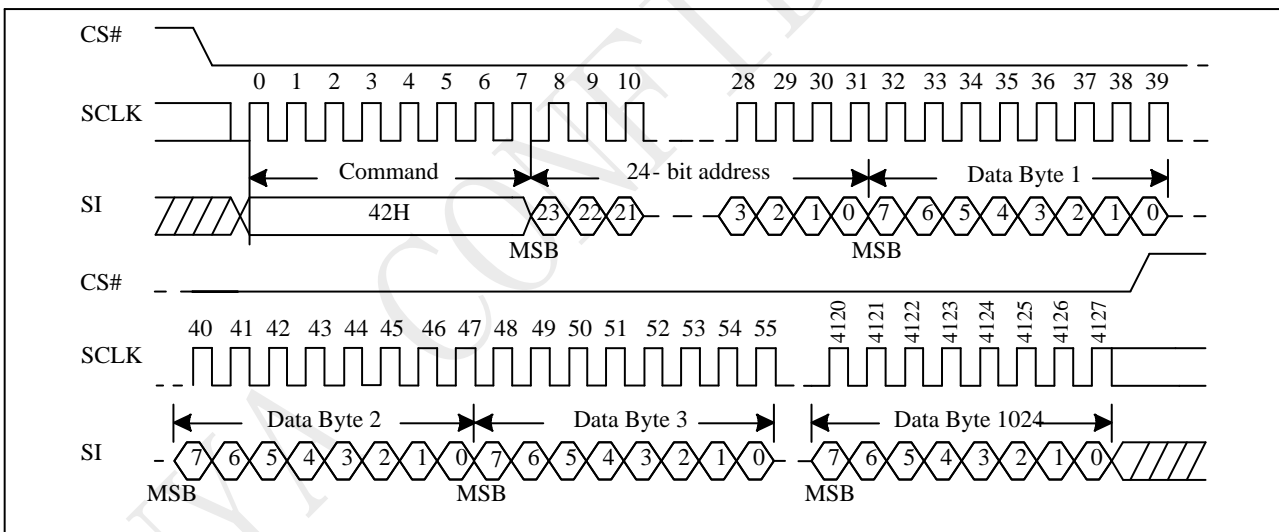 CS#
0 1 2 3 4 5 6 7 8 9 10 28 29 30 31 32 33 34 35 36 37 38 39
SCLK
Command 24- bit address Data Byte 1
SI 42H 23 22 21 3 2 1 0 7 6 5 4 3 2 1 0
MSB MSB
CS#
40 41 42 43 44 45 46 47 48 49 50 51 52 53 54 55 4120 4121 4122 4123 4124 4125 4126 4127
SCLK
Data Byte 2 Data Byte 3 Data Byte 1024
SI 7 6 5 4 3 2 1 0 7 6 5 4 3 2 1 0 7 6 5 4 3 2 1 0
MSB MSB MSB